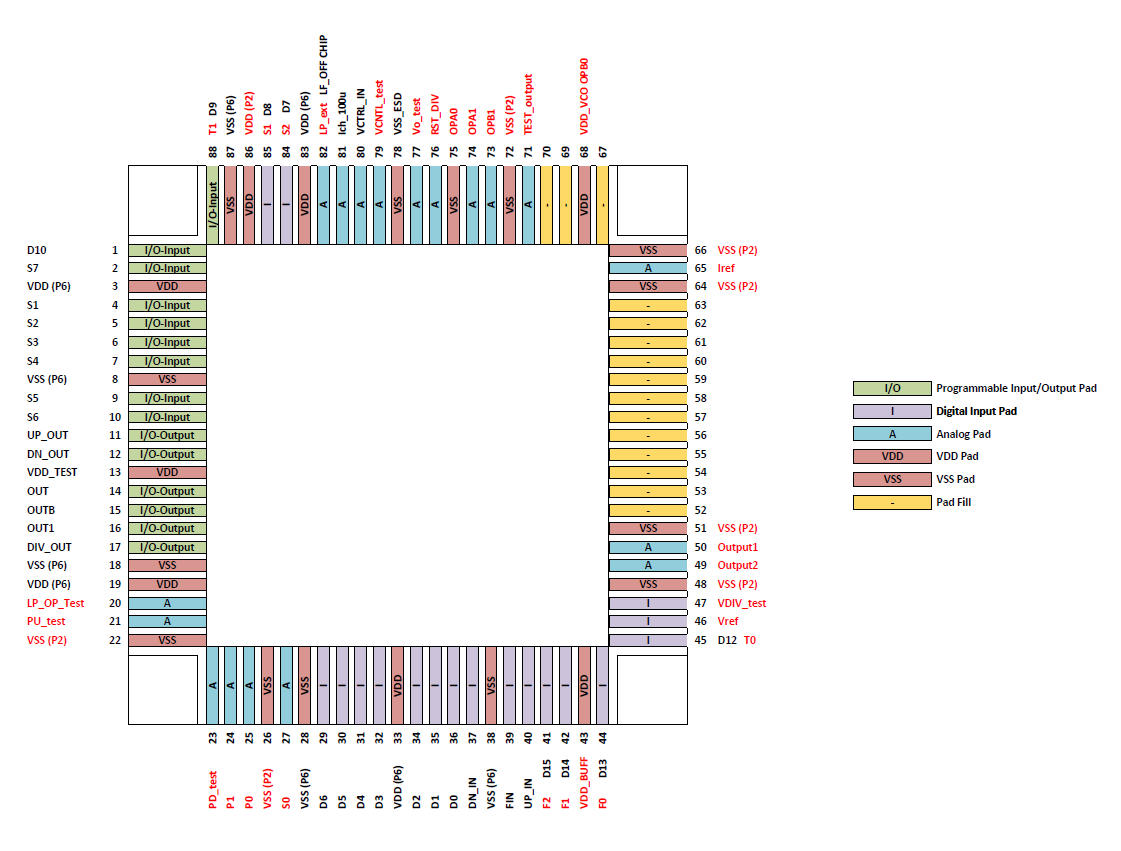 T1 D9
VSS (P6)
VDD (P2)
S1 D8
S2 D7
VDD (P6)
LP_ext LF_OFF CHIP
Ich_100u
VCTRL_IN
VCNTL_test
VSS_ESD
Vo_test
RST_DIV
OPA0
OPA1
OPB1
VSS (P2)
TEST_output
VDD_VCO OPB0
88 87 86 85 84 83 82 81 80 79 78 77 76 75 74 73 72 71 70 69 68 67
I/O-Input VSS VDD I I VDD A A A A VSS A A VSS A A VSS A - - VDD -
D10 1 I/O-Input VSS 66 VSS (P2)
S7 2 I/O-Input A 65 Iref
VDD (P6) 3 VDD VSS 64 VSS (P2)
S1 4 I/O-Input - 63
S2 5 I/O-Input - 62
S3 6 I/O-Input - 61
S4 7 I/O-Input - 60
VSS (P6) 8 VSS - 59
S5 9 I/O-Input - 58
S6 10 I/O-Input - 57
UP_OUT 11 I/O-Output - 56
DN_OUT 12 I/O-Output - 55
VDD_TEST 13 VDD - 54
OUT 14 I/O-Output - 53
OUTB 15 I/O-Output - 52
OUT1 16 I/O-Output VSS 51 VSS (P2)
DIV_OUT 17 I/O-Output A 50 Output1
VSS (P6) 18 VSS A 49 Output2
VDD (P6) 19 VDD VSS 48 VSS (P2)
LP_OP_Test 20 A I 47 VDIV_test
PU_test 21 A I 46 Vref
VSS (P2) 22 VSS I 45 D12 T0
A A A VSS A VSS I I I I VDD I I I I VSS I I I I VDD I
23 24 25 26 27 28 29 30 31 32 33 34 35 36 37 38 39 40 41 42 43 44
PD_test
P1
P0
VSS (P2)
S0
VSS (P6)
D6
D5
D4
D3
VDD (P6)
D2
D1
D0
DN_IN
VSS (P6)
FIN
UP_IN
F2 D15
F1 D14
VDD_BUFF
F0 D13
I/O Programmable Input/Output Pad
I Digital Input Pad
A Analog Pad
VDD VDD Pad
VSS VSS Pad
- Pad Fill